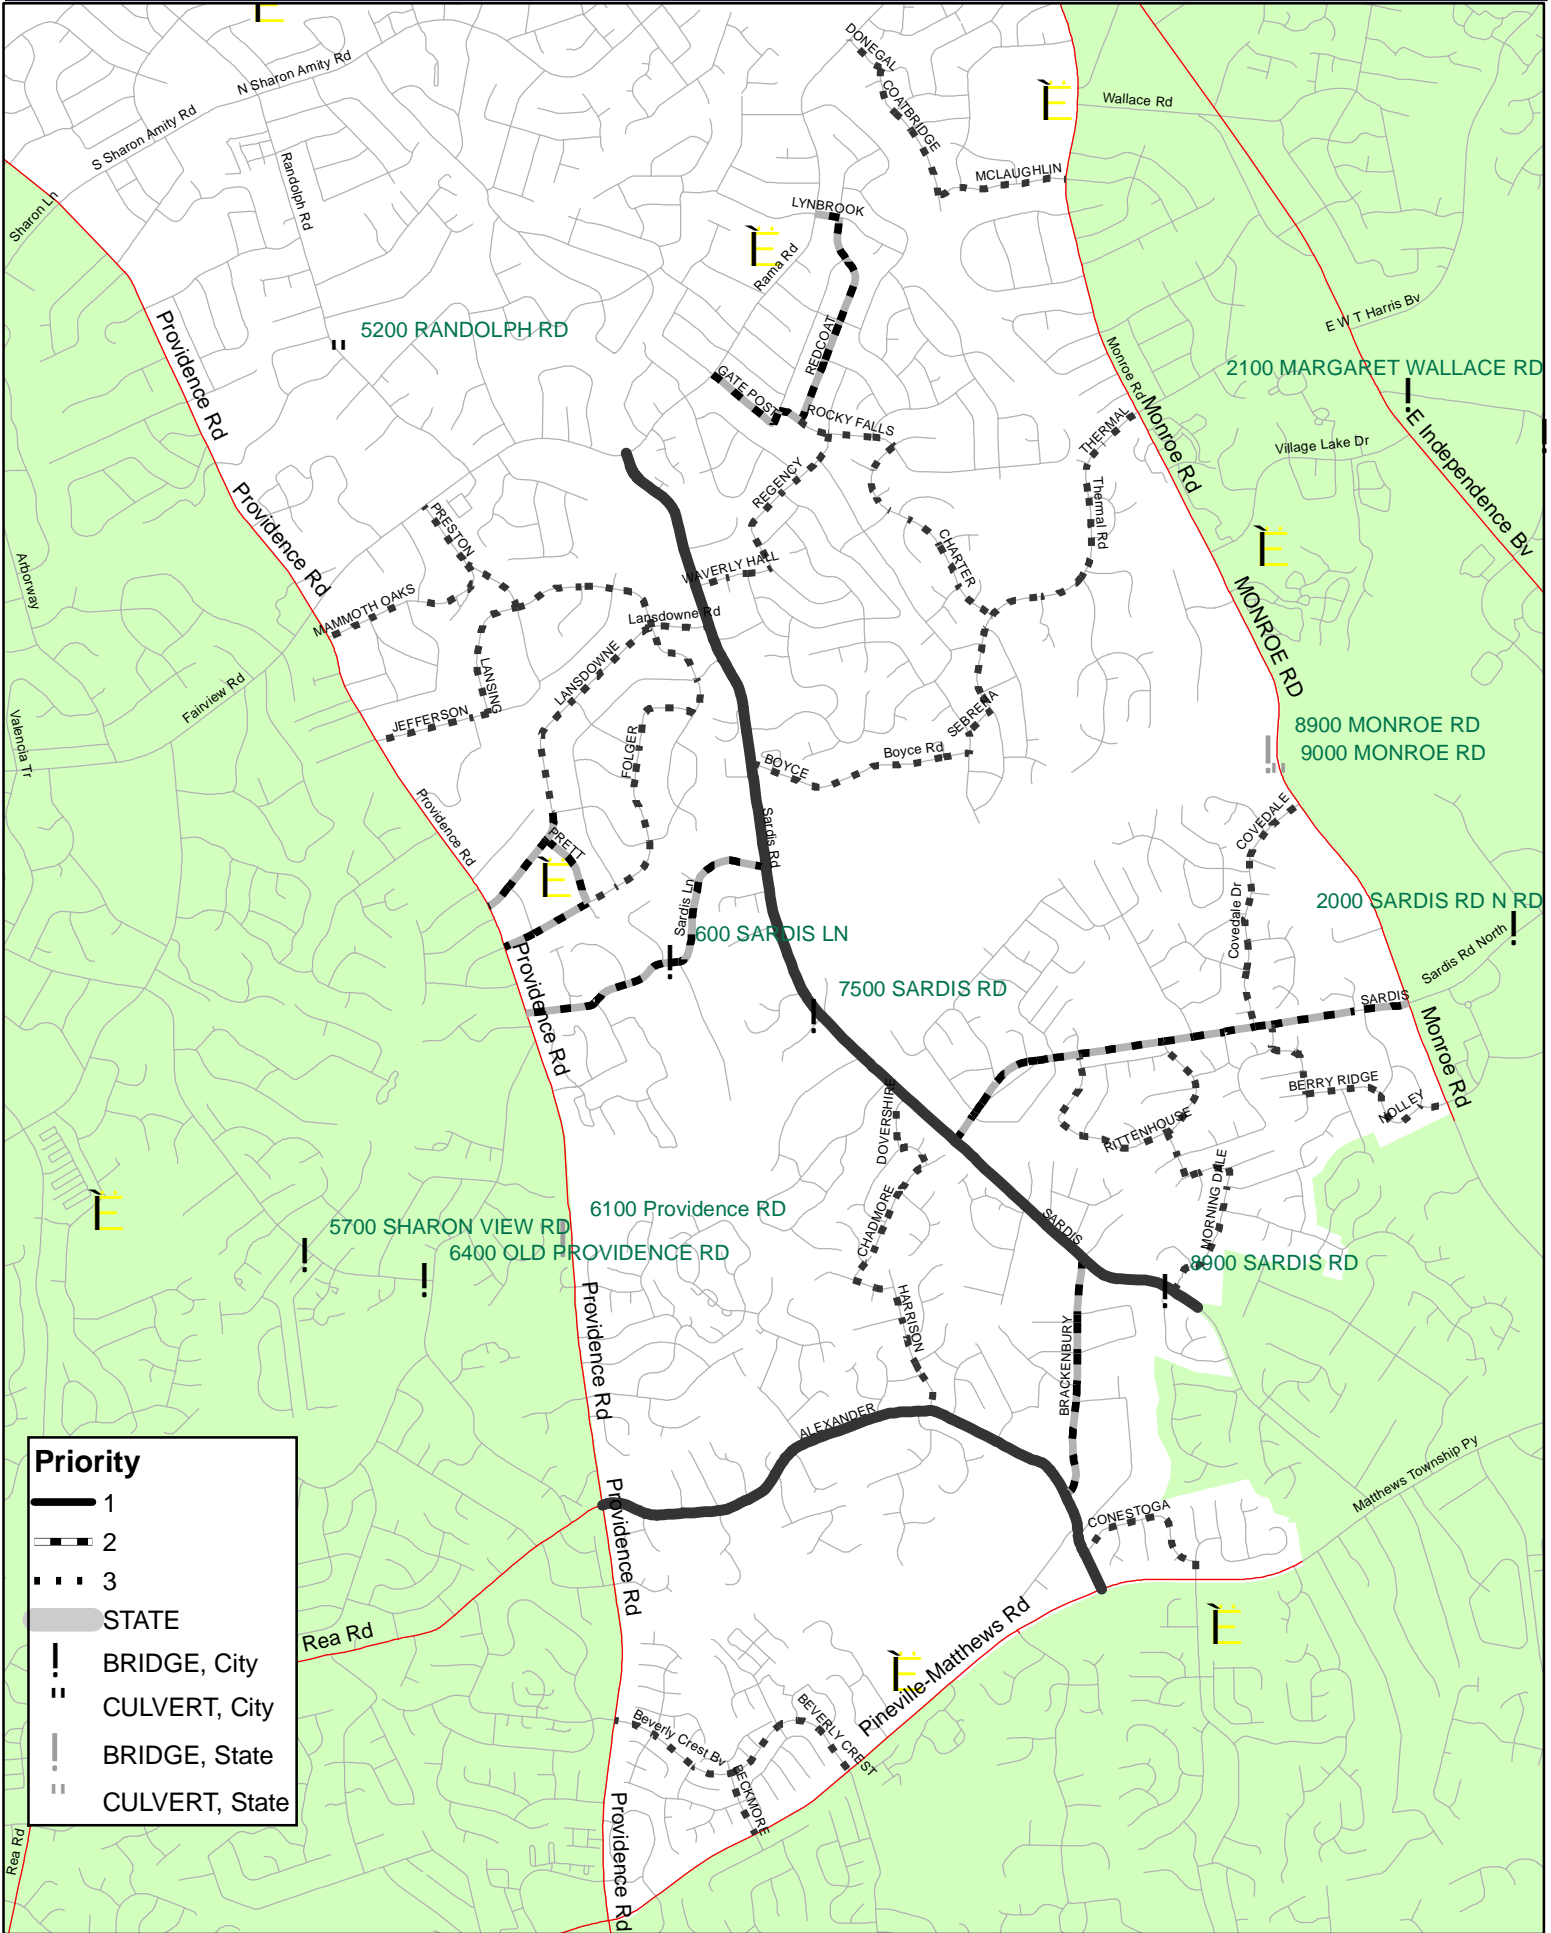 DONEGAL
N Sharon Amity Rd
COATBRIDGE
Wallace Rd
S Sharon Amity Rd
Randolph Rd
MCLAUGHLIN
Sharon Ln
LYNBROOK
Rama Rd
E W T Harris Bv
5200 RANDOLPH RD
Providence Rd
REDCOAT
Monroe Rd
2100 MARGARET WALLACE RD
GATE POST
ROCKY FALLS
THERMAL
Monroe Rd
E Independence Bv
Village Lake Dr
REGENCY
Thermal Rd
Providence Rd
PRESTON
CHARTER
Arborway
WAVERLY HALL
MAMMOTH OAKS
Lansdowne Rd
MONROE RD
LANSING
LANSDOWNE
Fairview Rd
JEFFERSON
SEBRENA
Valencia Tr
FOLGER
BOYCE
Boyce Rd
8900 MONROE RD
9000 MONROE RD
Providence Rd
PRETT
Sardis Rd
COVEDALE
Sardis Ln
Covedale Dr
2000 SARDIS RD N RD
600 SARDIS LN
Sardis Rd North
7500 SARDIS RD
Providence Rd
SARDIS
Monroe Rd
BERRY RIDGE
NOLLEY
DOVERSHIRE
RITTENHOUSE
MORNING DALE
CHADMORE
6100 Providence RD
5700 SHARON VIEW RD
6400 OLD PROVIDENCE RD
SARDIS
8900 SARDIS RD
HARRISON
Providence Rd
BRACKENBURY
ALEXANDER
Matthews Township Py
Providence Rd
CONESTOGA
Rea Rd
Pineville-Matthews Rd
Beverly Crest Bv
BEVERLY CREST
BECKMORE
Providence Rd
Rea Rd
Priority
1
2
3
STATE
BRIDGE, City
CULVERT, City
BRIDGE, State
CULVERT, State